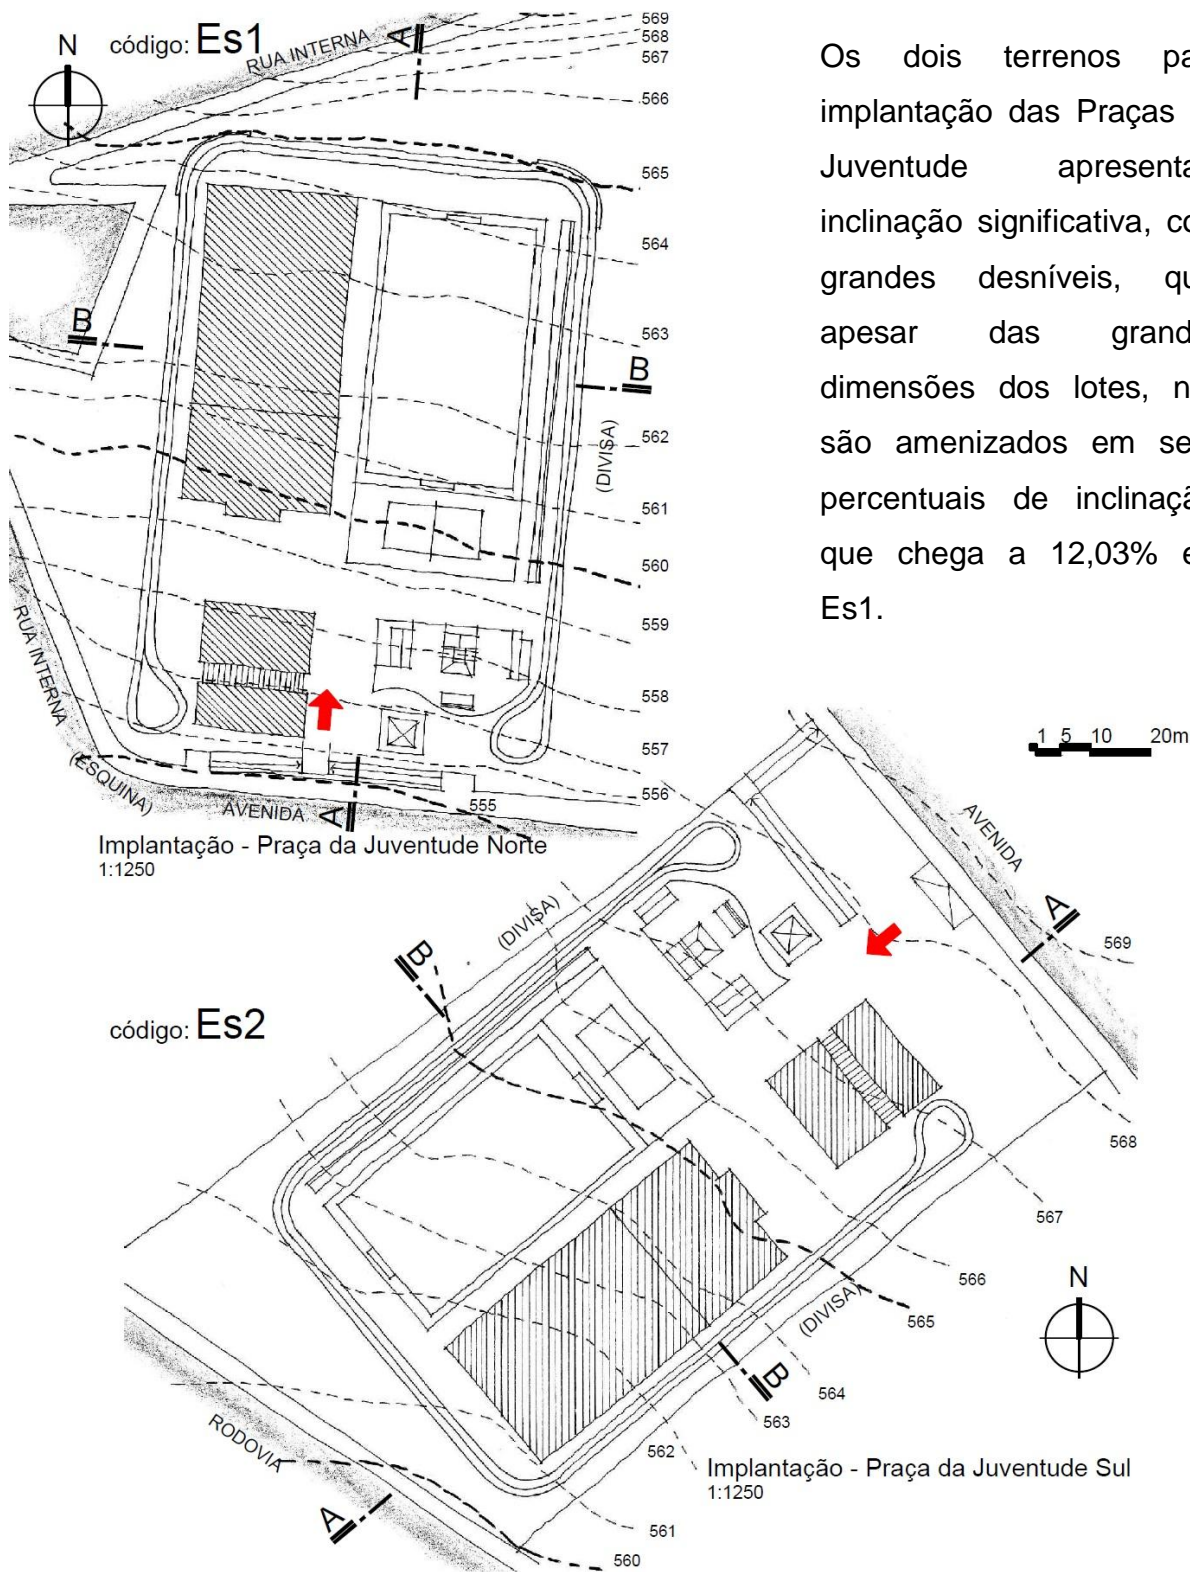 código: Es1
N
RUA INTERNA
A
569
568
567
566
565
564
563
562
561
560
559
558
557
556
555
B
B
(DIVISA)
RUA INTERNA
(ESQUINA)
AVENIDA
A
Implantação - Praça da Juventude Norte
1:1250
Os dois terrenos pa
implantação das Praças
Juventude apresenta
inclinação significativa, co
grandes desníveis, qu
apesar das grand
dimensões dos lotes, n
são amenizados em se
percentuais de inclinaçã
que chega a 12,03% e
Es1.
1 5 10 20m
código: Es2
AVENIDA
A
(DIVISA)
B
569
568
567
566
565
564
563
562
561
560
(DIVISA)
B
N
RODOVIA
A
Implantação - Praça da Juventude Sul
1:1250